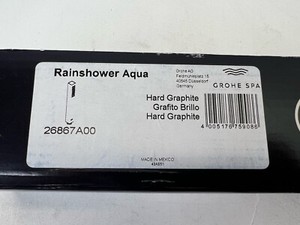 Rainshower Aqua
Grohe AG
Feldmühleplatz 15
40545 Düsseldorf
Germany
GROHE SPA
26867A00
Hard Graphite
Grafito Brillo
Hard Graphite
4 005176 759086
MADE IN MEXICO